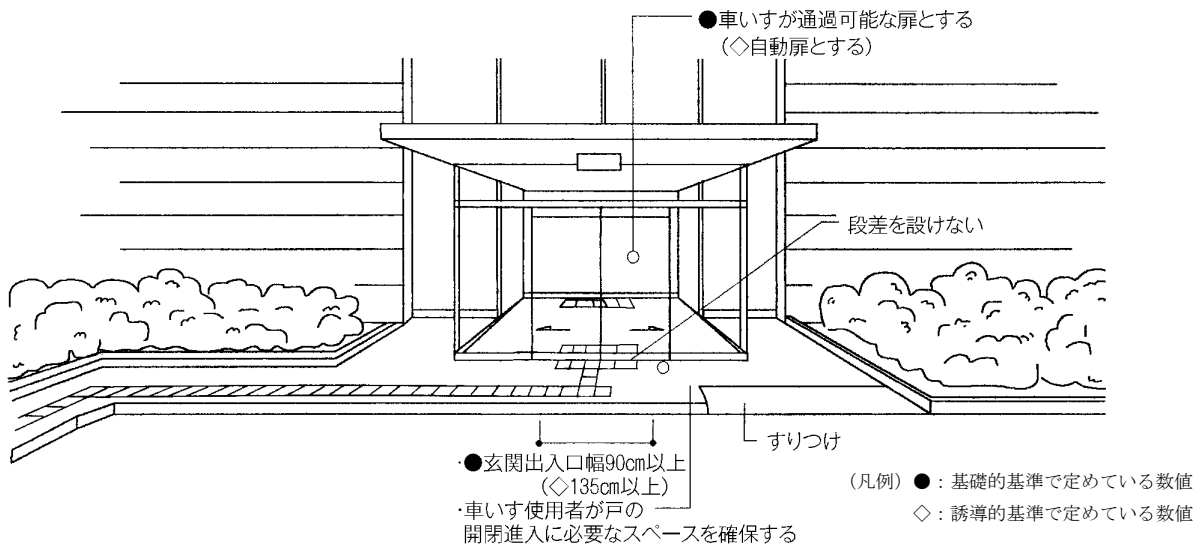 ●車いすが通過可能な扉とする
(◇自動扉とする)
段差を設けない
すりつけ
・●玄関出入口幅90cm以上
(◇135cm以上)
・車いす使用者が戸の
開閉進入に必要なスペースを確保する
(凡例) ●：基礎的基準で定めている数値
◇：誘導的基準で定めている数値